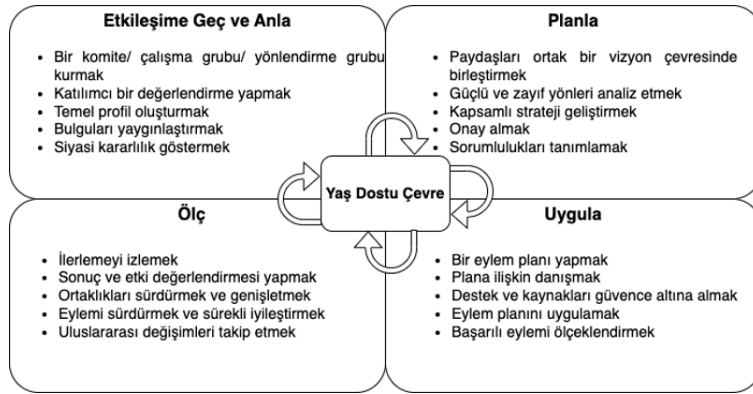 Etkileşime Geç ve Anla
• Bir komite/ çalışma grubu/ yönlendirme grubu
kurmak
• Katılımcı bir değerlendirme yapmak
• Temel profil oluşturmak
• Bulguları yaygınlaştırmak
• Siyasi kararlılık göstermek
Planla
• Paydaşları ortak bir vizyon çevresinde
birleştirmek
• Güçlü ve zayıf yönleri analiz etmek
• Kapsamlı strateji geliştirmek
• Onay almak
• Sorumlulukları tanımlamak
Yaş Dostu Çevre
Ölç
• İlerlemeyi izlemek
• Sonuç ve etki değerlendirmesi yapmak
• Ortaklıkları sürdürmek ve genişletmek
• Eylemi sürdürmek ve sürekli iyileştirmek
• Uluslararası değişimleri takip etmek
Uygula
• Bir eylem planı yapmak
• Plana ilişkin danışmak
• Destek ve kaynakları güvence altına almak
• Eylem planını uygulamak
• Başarılı eylemi ölçeklendirmek